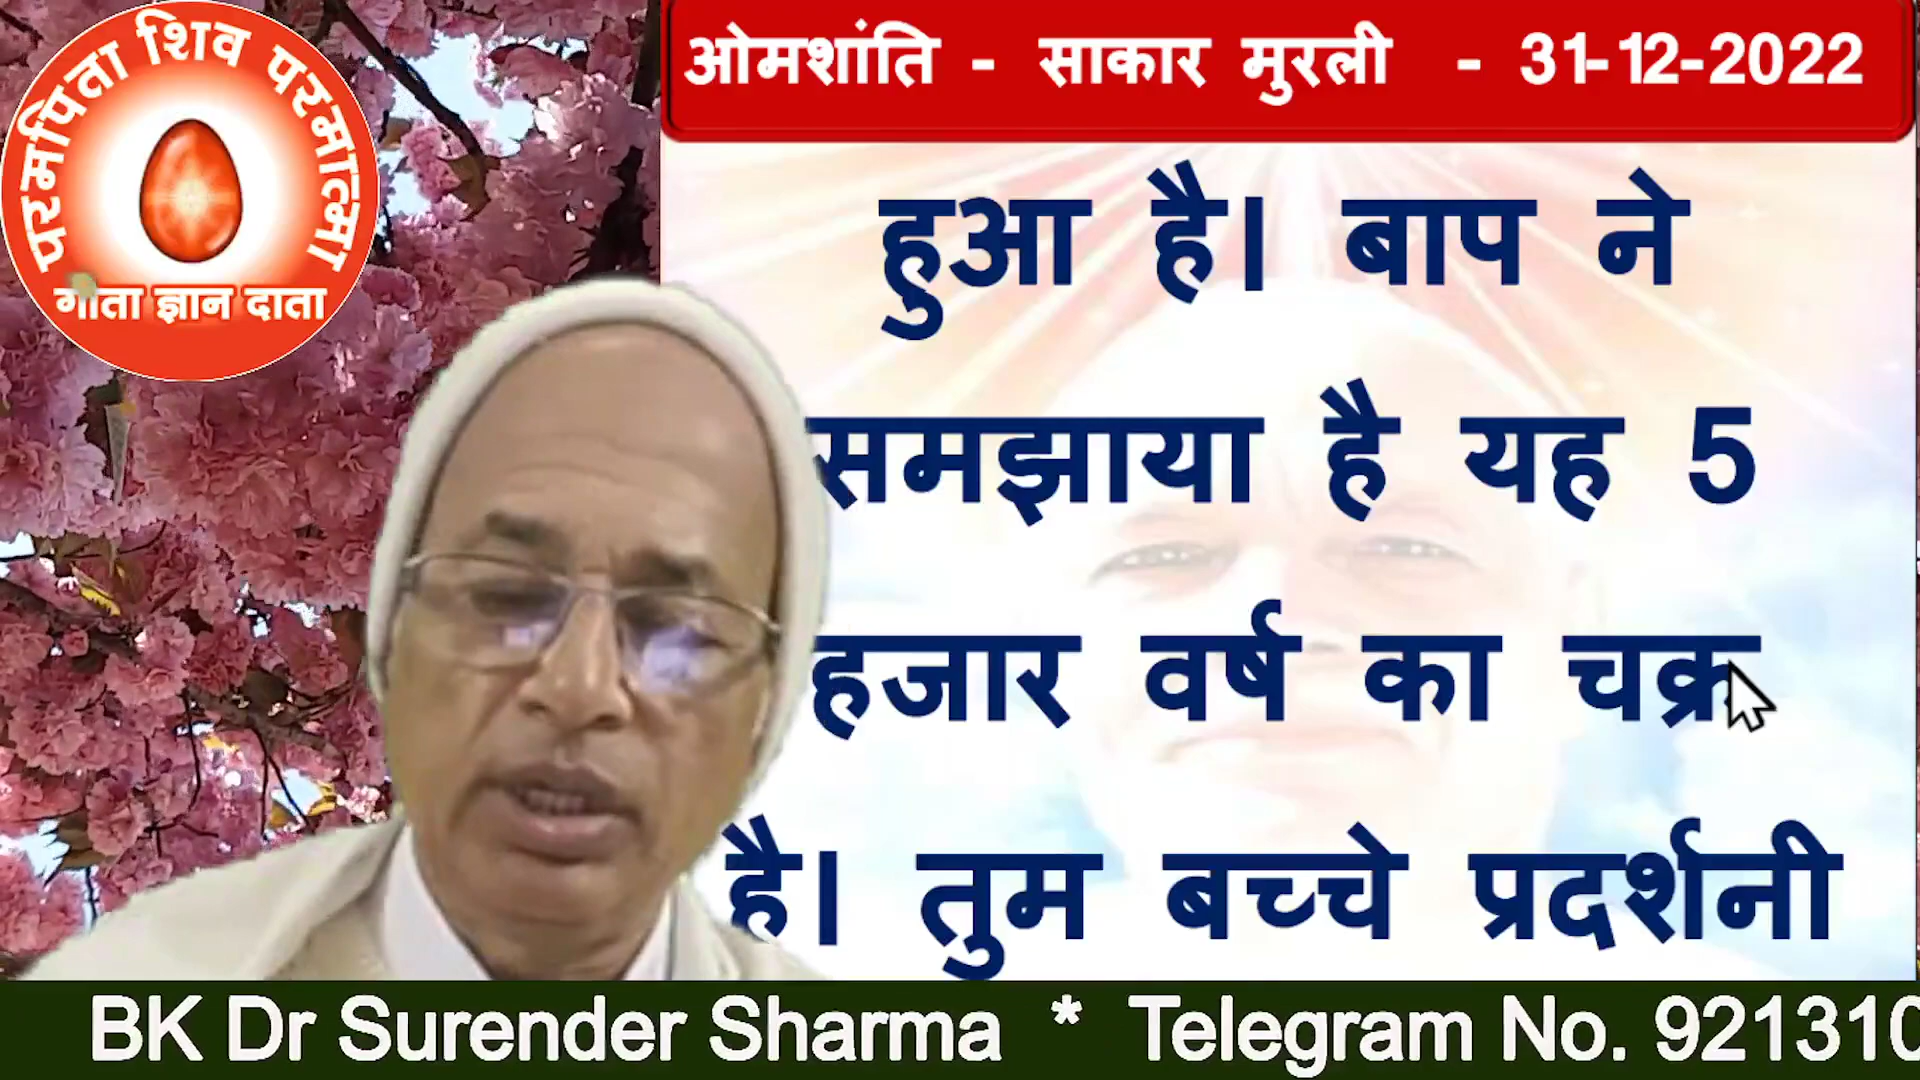 परमपिता शिव परमात्मा
गीता ज्ञान दाता
ओमशांति - साकार मुरली - 31-12-2022
हुआ है। बाप ने
समझाया है यह 5
हजार वर्ष का चक्र
है। तुम बच्चे प्रदर्शनी
BK Dr Surender Sharma * Telegram No. 921310